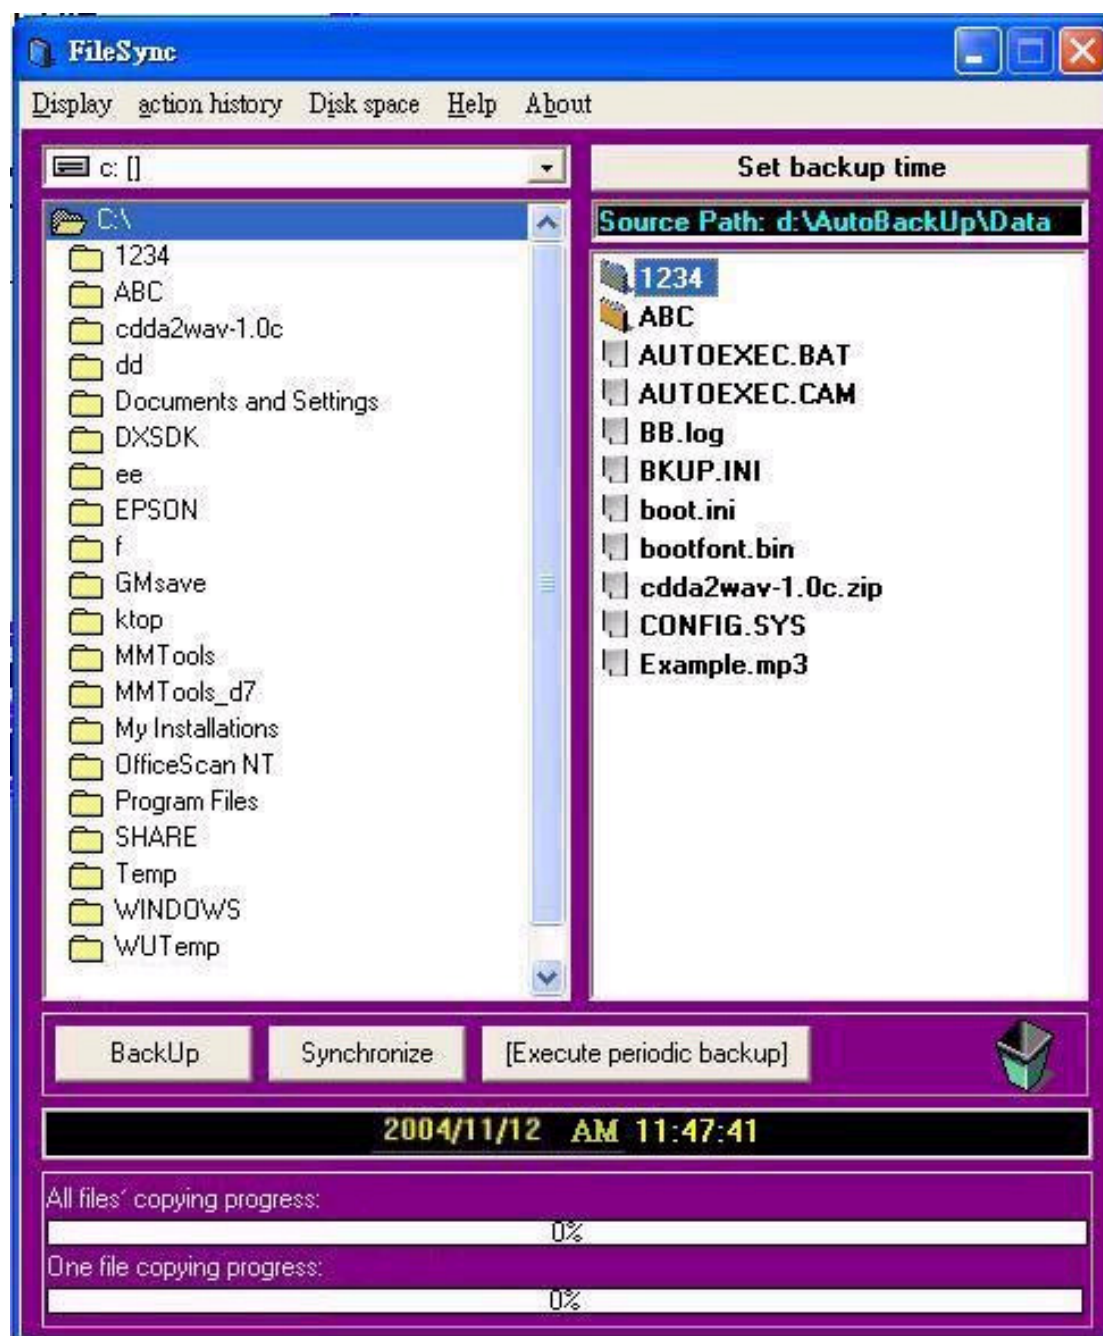 FileSync
Display action history Disk space Help About
c: []
Set backup time
C:\
1234
ABC
cdda2wav-1.0c
dd
Documents and Settings
DXSDK
ee
EPSON
f
GMsave
ktop
MMTools
MMTools_d7
My Installations
OfficeScan NT
Program Files
SHARE
Temp
WINDOWS
WUTemp
Source Path: d:\AutoBackUp\Data
1234
ABC
AUTOEXEC.BAT
AUTOEXEC.CAM
BB.log
BKUP.INI
boot.ini
bootfont.bin
cdda2wav-1.0c.zip
CONFIG.SYS
Example.mp3
BackUp Synchronize [Execute periodic backup]
2004/11/12 AM 11:47:41
All files' copying progress:
0%
One file copying progress:
0%